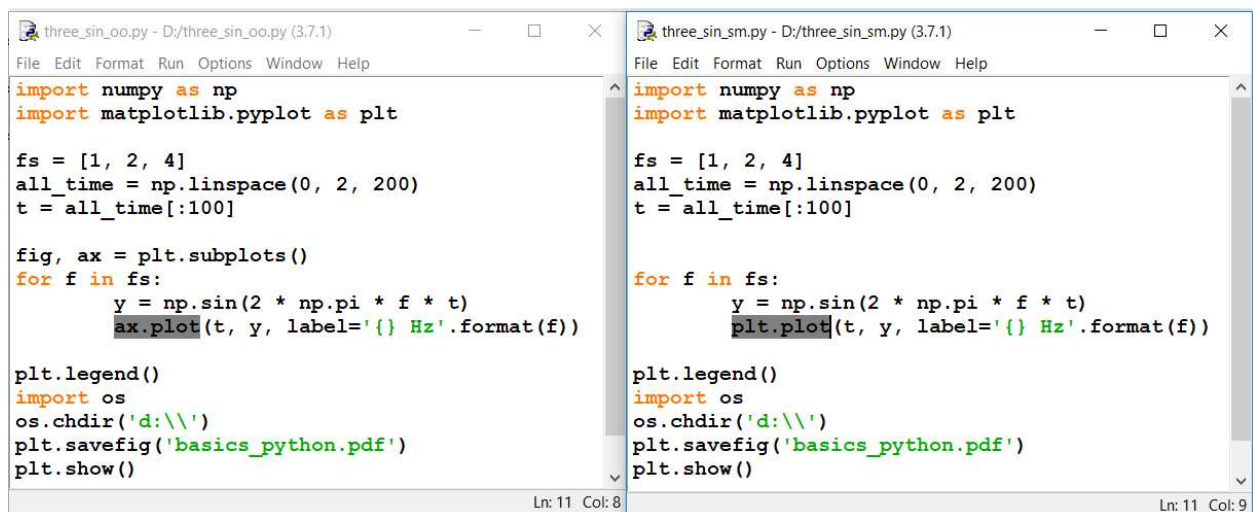 three_sin_oo.py - D:/three_sin_oo.py (3.7.1)
File Edit Format Run Options Window Help
import numpy as np
import matplotlib.pyplot as plt
fs = [1, 2, 4]
all_time = np.linspace(0, 2, 200)
t = all_time[:100]
fig, ax = plt.subplots()
for f in fs:
y = np.sin(2 * np.pi * f * t)
ax.plot(t, y, label='{} Hz'.format(f))
plt.legend()
import os
os.chdir('d:\\')
plt.savefig('basics_python.pdf')
plt.show()
Ln: 11 Col: 8
three_sin_sm.py - D:/three_sin_sm.py (3.7.1)
File Edit Format Run Options Window Help
import numpy as np
import matplotlib.pyplot as plt
fs = [1, 2, 4]
all_time = np.linspace(0, 2, 200)
t = all_time[:100]
for f in fs:
y = np.sin(2 * np.pi * f * t)
plt.plot(t, y, label='{} Hz'.format(f))
plt.legend()
import os
os.chdir('d:\\')
plt.savefig('basics_python.pdf')
plt.show()
Ln: 11 Col: 9